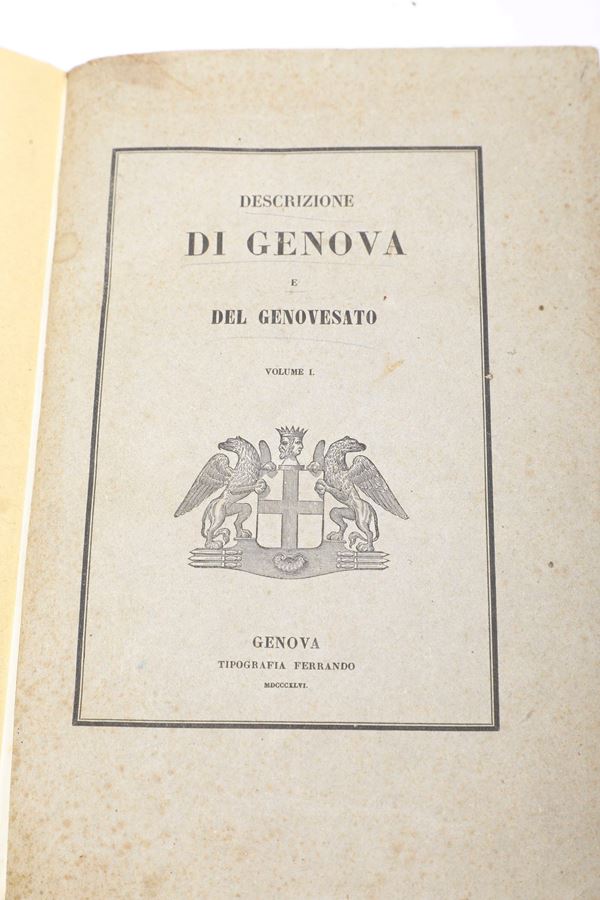 DESCRIZIONE
DI GENOVA
E
DEL GENOVESATO
VOLUME I.
GENOVA
TIPOGRAFIA FERRANDO
MDCCCXLVI.